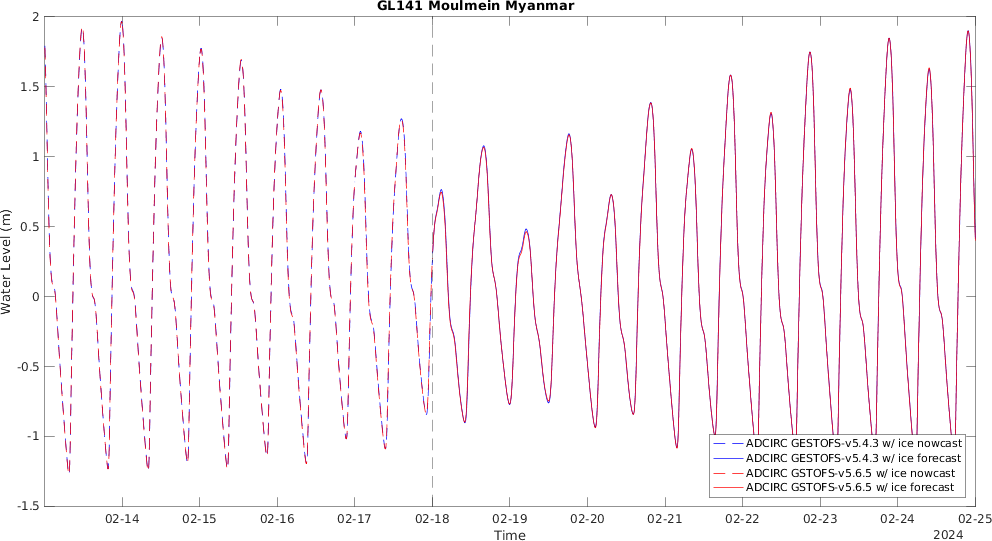 GL141 Moulmein Myanmar
2
1.5
1
0.5
0
-0.5
-1
-1.5
Water Level (m)
ADCIRC GESTOFS-v5.4.3 w/ ice nowcast
ADCIRC GESTOFS-v5.4.3 w/ ice forecast
ADCIRC GSTOFS-v5.6.5 w/ ice nowcast
ADCIRC GSTOFS-v5.6.5 w/ ice forecast
02-14 02-15 02-16 02-17 02-18 02-19 02-20 02-21 02-22 02-23 02-24 02-25
Time
2024